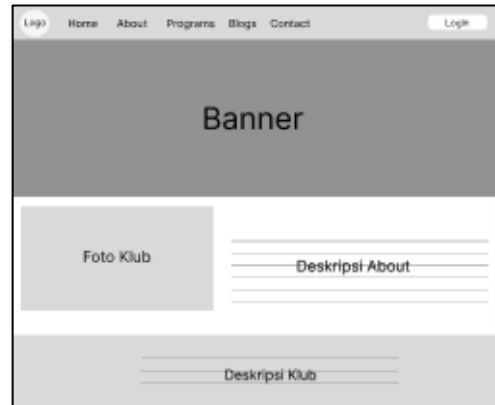 Logo Home About Programs Blogs Contact Login
Banner
Foto Klub
Deskripsi About
Deskripsi Klub